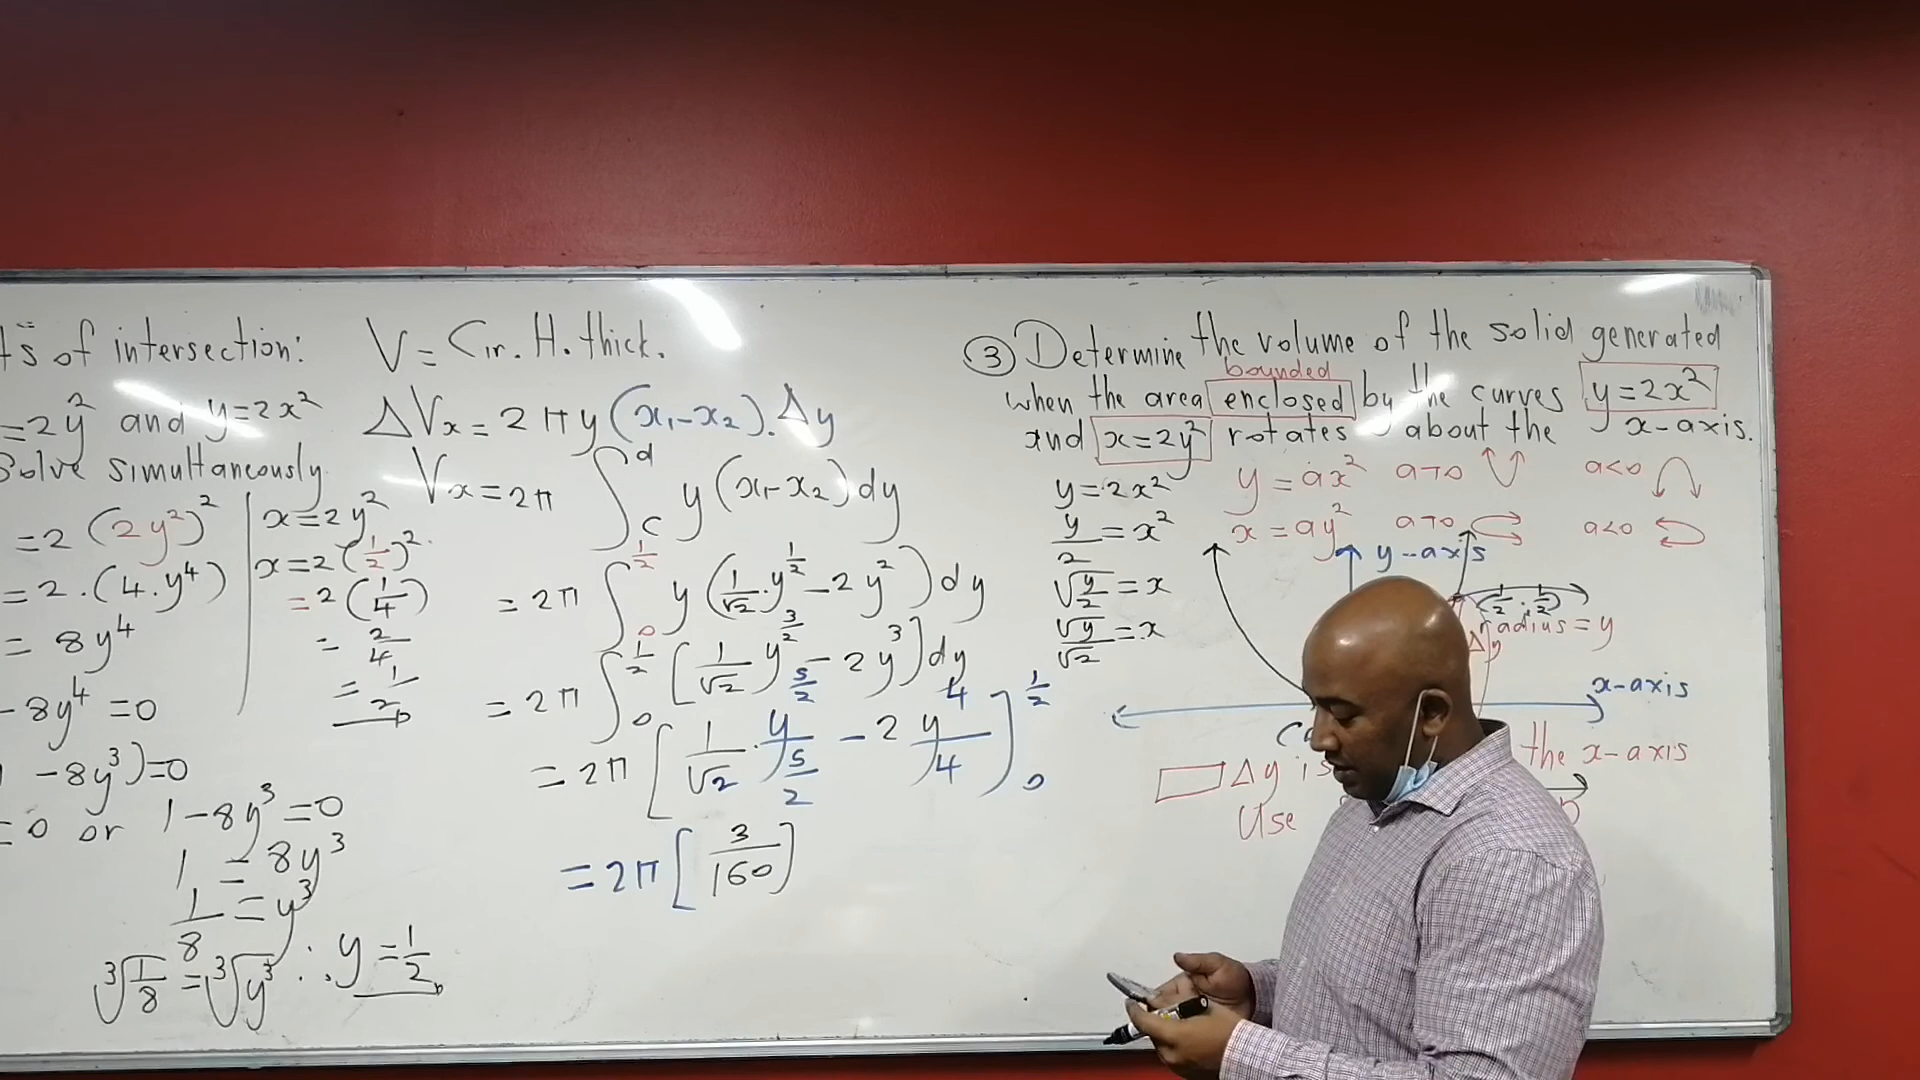 ts of intersection:
=2y² and y=2x²
Solve simultaneously
=2(2y²)²
=2.(4.y⁴)
=8y⁴
-8y⁴=0
-8y³)=0
=0 or 1-8y³=0
1=8y³
1/8=y³
³√(1/8)=³√(y³) ∴ y=1/2
x=2y²
x=2(1/2)².
=2(1/4)
=2/4
=1/2
V=Cir.H.thick.
ΔVₓ=2πy(x₁-x₂).Δy
Vₓ=2π∫_c^d y(x₁-x₂)dy
=2π∫_0^{1/2} y(1/√2.y^{1/2}-2y²)dy
=2π∫_0^{1/2}[1/√2 y^{3/2}-2y³]dy
=2π[1/√2.y^{5/2}/(5/2)-2y⁴/4]_0^{1/2}
=2π[3/160]
③ Determine the volume of the solid generated
bounded
when the area enclosed by the curves y=2x²
and x=2y² rotates about the x-axis.
y=2x²
y/2=x²
√(y/2)=x
√y/√2=x
y=ax² a>0 a<0
x=ay² a>0 a<0
y-axis
(1/2;1/2)
radius=y
Δy
x-axis
Δy is the x-axis
Use